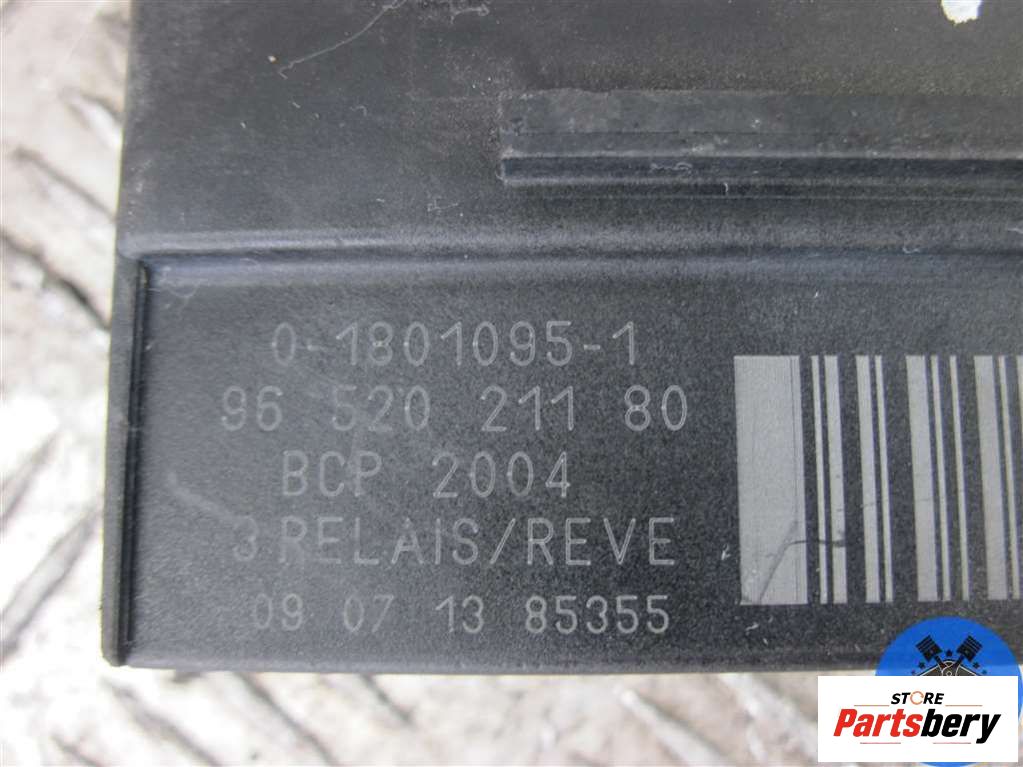 0-1801095-1
96 520 211 80
BCP 2004
3 RELAIS/REVE
09 07 13 85355
STORE
Partsbery